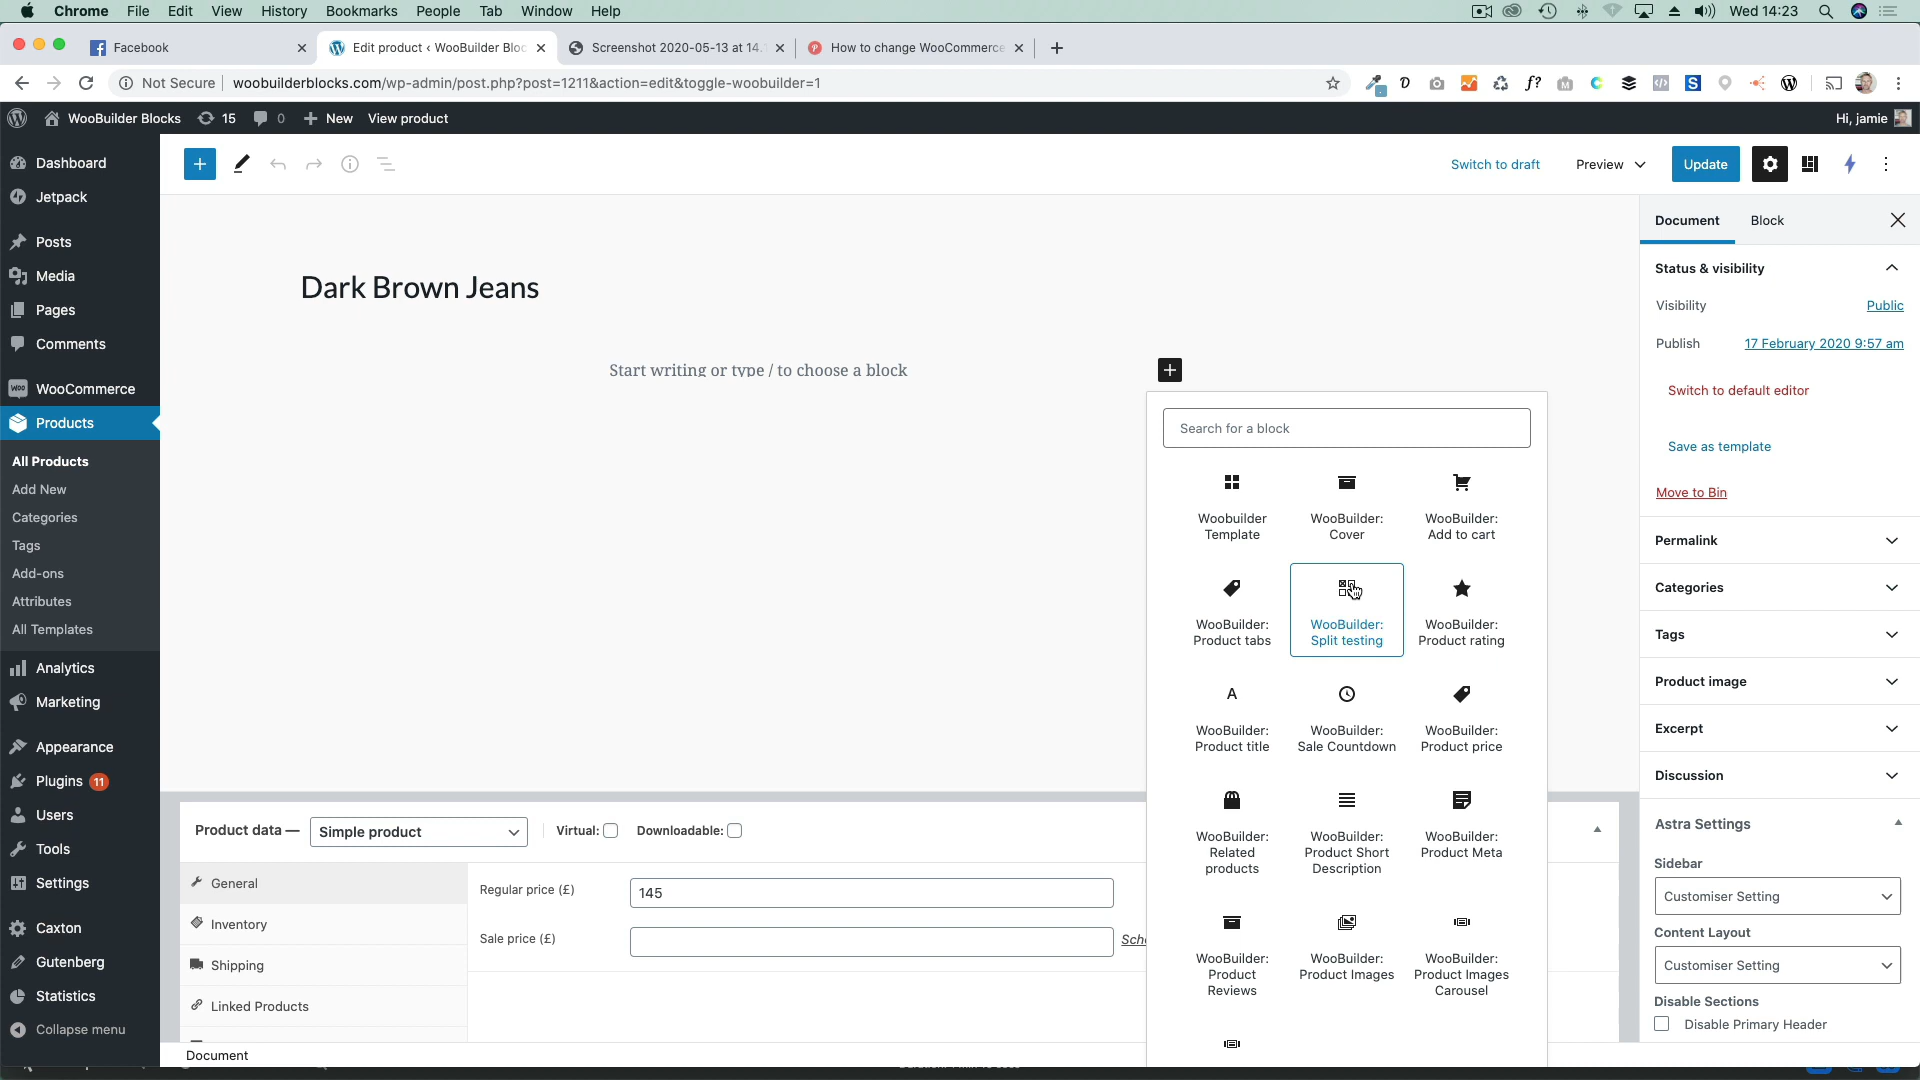 Chrome File Edit View History Bookmarks People Tab Window Help Wed 14:23
Facebook
Edit product ‹ WooBuilder Bloc
Screenshot 2020-05-13 at 14.
How to change WooCommerce
Not Secure woobuilderblocks.com/wp-admin/post.php?post=1211&action=edit&toggle-woobuilder=1
WooBuilder Blocks 15 0 New View product Hi, jamie
Dashboard
Jetpack
Posts
Media
Pages
Comments
WooCommerce
Products
All Products
Add New
Categories
Tags
Add-ons
Attributes
All Templates
Analytics
Marketing
Appearance
Plugins 11
Users
Tools
Settings
Caxton
Gutenberg
Statistics
Collapse menu
Switch to draft Preview Update
Dark Brown Jeans
Start writing or type / to choose a block
Search for a block
Woobuilder
Template
WooBuilder:
Cover
WooBuilder:
Add to cart
WooBuilder:
Product tabs
WooBuilder:
Split testing
WooBuilder:
Product rating
WooBuilder:
Product title
WooBuilder:
Sale Countdown
WooBuilder:
Product price
WooBuilder:
Related
products
WooBuilder:
Product Short
Description
WooBuilder:
Product Meta
WooBuilder:
Product
Reviews
WooBuilder:
Product Images
WooBuilder:
Product Images
Carousel
Product data — Simple product Virtual: Downloadable:
General
Inventory
Shipping
Linked Products
Regular price (£) 145
Sale price (£)
Document
Document Block
Status & visibility
Visibility Public
Publish 17 February 2020 9:57 am
Switch to default editor
Save as template
Move to Bin
Permalink
Categories
Tags
Product image
Excerpt
Discussion
Astra Settings
Sidebar
Customiser Setting
Content Layout
Customiser Setting
Disable Sections
Disable Primary Header